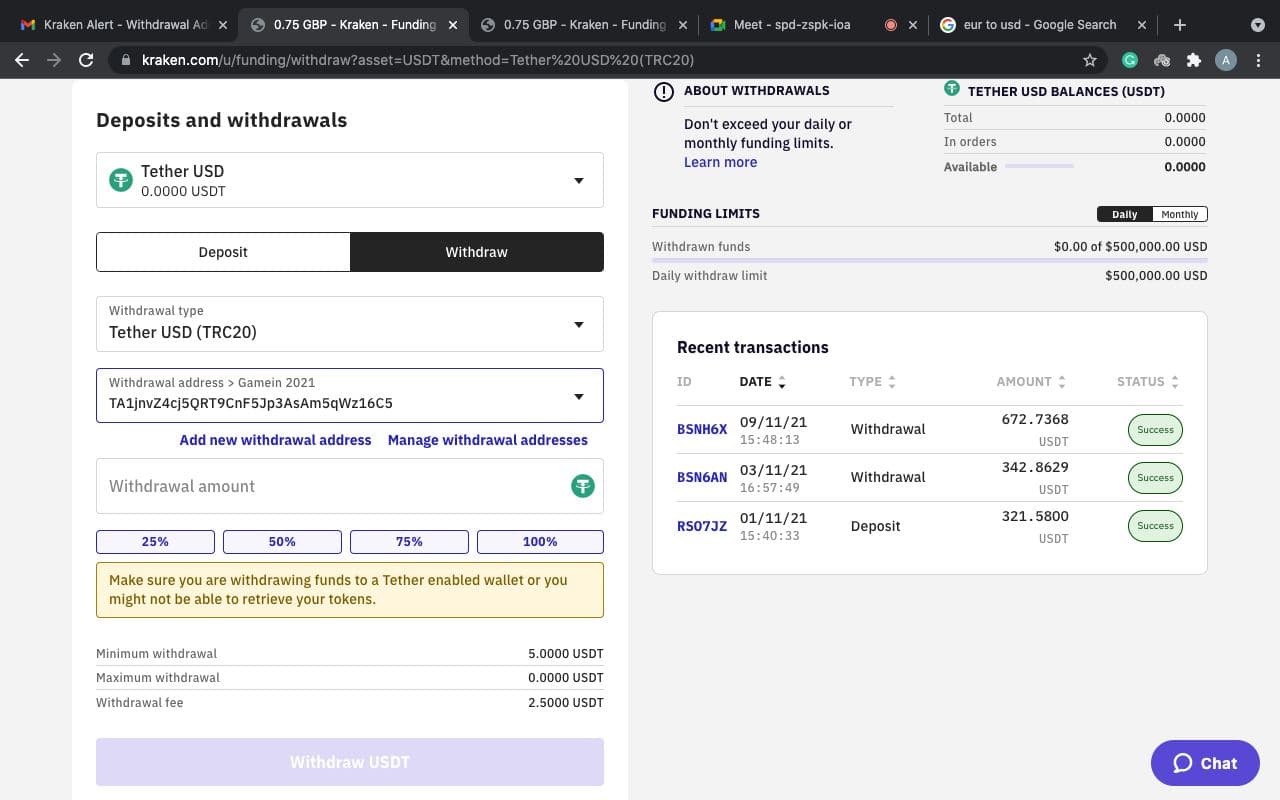 Kraken Alert - Withdrawal Ad
0.75 GBP - Kraken - Funding
0.75 GBP - Kraken - Funding
Meet - spd-zspk-ioa
eur to usd - Google Search
kraken.com/u/funding/withdraw?asset=USDT&method=Tether%20USD%20(TRC20)
A
Deposits and withdrawals
Tether USD
0.0000 USDT
Deposit
Withdraw
Withdrawal type
Tether USD (TRC20)
Withdrawal address > Gamein 2021
TA1jnvZ4cj5QRT9CnF5Jp3AsAm5qWz16C5
Add new withdrawal address Manage withdrawal addresses
Withdrawal amount
25% 50% 75% 100%
Make sure you are withdrawing funds to a Tether enabled wallet or you
might not be able to retrieve your tokens.
Minimum withdrawal 5.0000 USDT
Maximum withdrawal 0.0000 USDT
Withdrawal fee 2.5000 USDT
Withdraw USDT
ABOUT WITHDRAWALS
Don't exceed your daily or
monthly funding limits.
Learn more
TETHER USD BALANCES (USDT)
Total 0.0000
In orders 0.0000
Available 0.0000
FUNDING LIMITS Daily Monthly
Withdrawn funds $0.00 of $500,000.00 USD
Daily withdraw limit $500,000.00 USD
Recent transactions
ID DATE TYPE AMOUNT STATUS
BSNH6X 09/11/21 15:48:13 Withdrawal 672.7368 USDT Success
BSN6AN 03/11/21 16:57:49 Withdrawal 342.8629 USDT Success
RSO7JZ 01/11/21 15:40:33 Deposit 321.5800 USDT Success
Chat